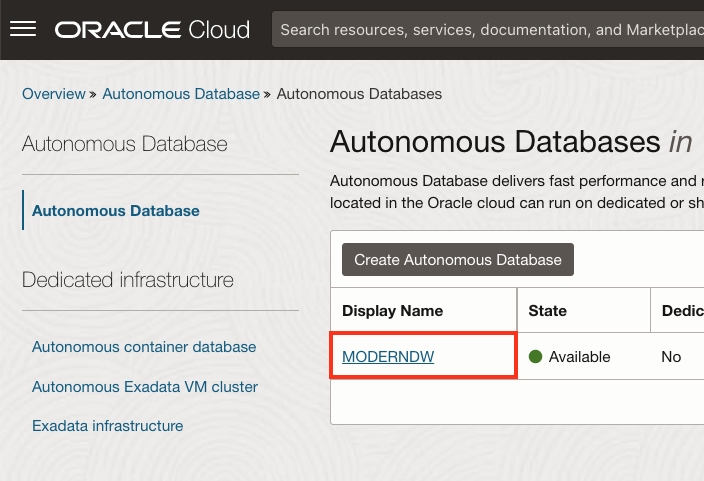 ORACLE Cloud
Search resources, services, documentation, and Marketplac
Overview » Autonomous Database » Autonomous Databases
Autonomous Database
Autonomous Database
Dedicated infrastructure
Autonomous container database
Autonomous Exadata VM cluster
Exadata infrastructure
Autonomous Databases in
Autonomous Database delivers fast performance and r
located in the Oracle cloud can run on dedicated or sh
Create Autonomous Database
Display Name State Dedic
MODERNDW Available No